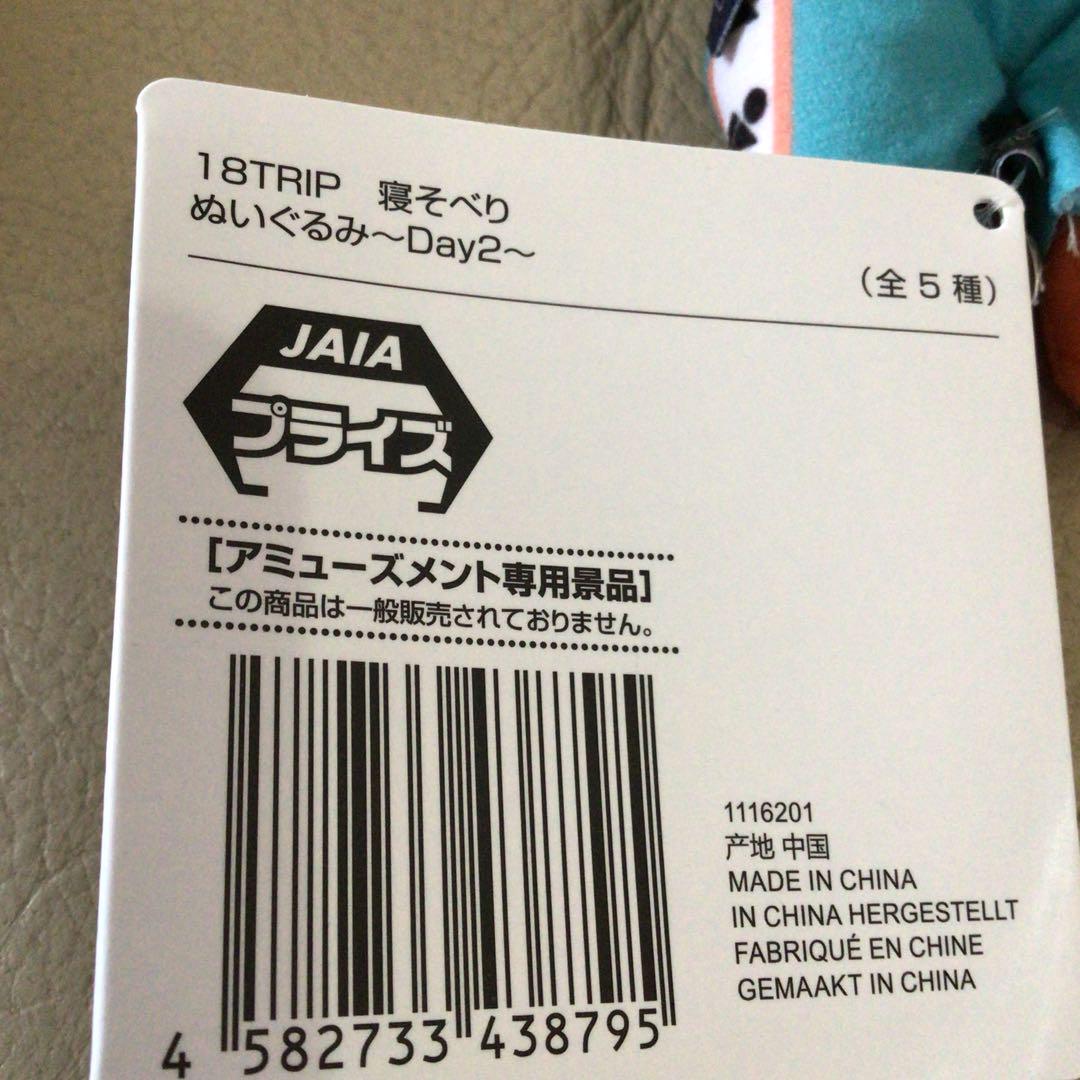 18TRIP 寝そべり
ぬいぐるみ～Day2～
（全5種）
JAIA
プライズ
［アミューズメント専用景品］
この商品は一般販売されておりません。
4 582733 438795
1116201
产地 中国
MADE IN CHINA
IN CHINA HERGESTELLT
FABRIQUÉ EN CHINE
GEMAAKT IN CHINA